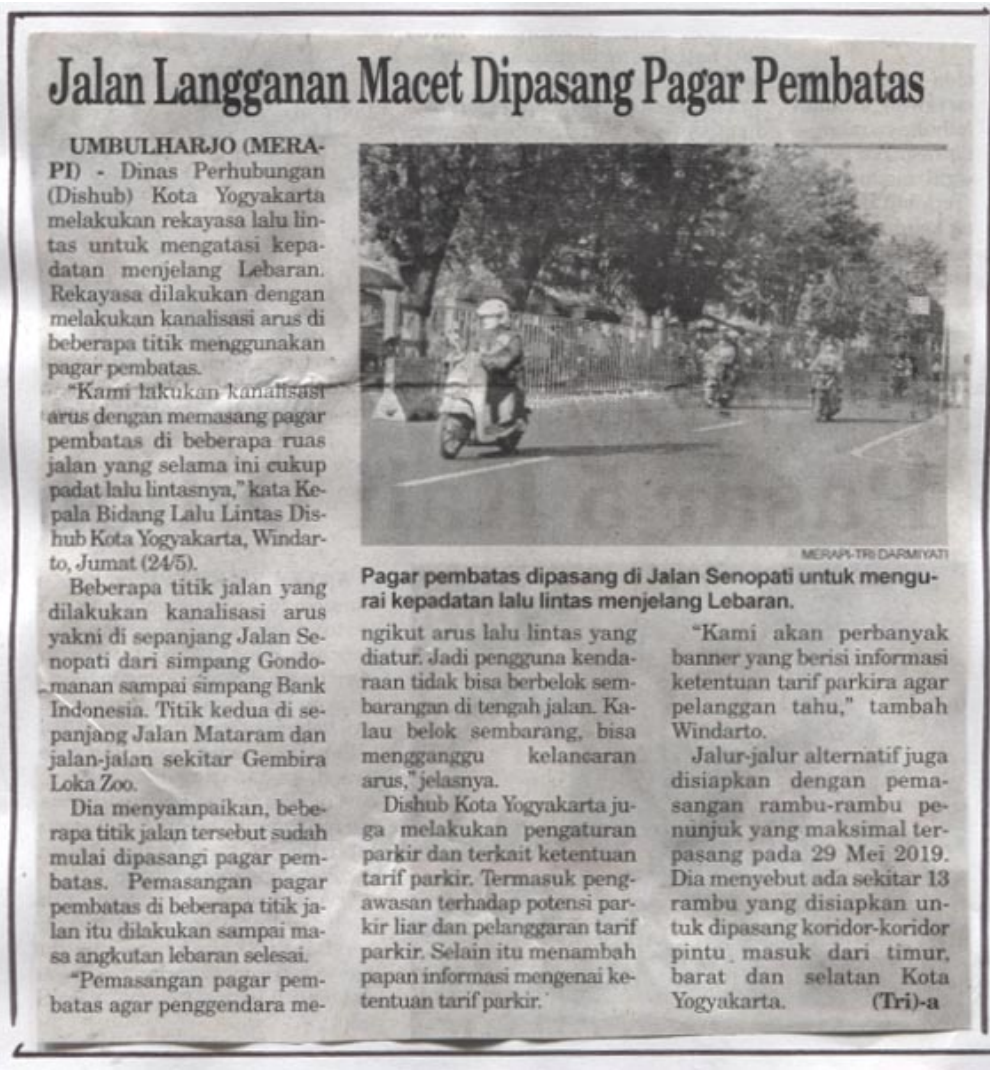 Jalan Langganan Macet Dipasang Pagar Pembatas
UMBULHARJO (MERA-
PI) - Dinas Perhubungan
(Dishub) Kota Yogyakarta
melakukan rekayasa lalu lin-
tas untuk mengatasi kepa-
datan menjelang Lebaran.
Rekayasa dilakukan dengan
melakukan kanalisasi arus di
beberapa titik menggunakan
pagar pembatas.
"Kami lakukan kanalisasi
arus dengan memasang pagar
pembatas di beberapa ruas
jalan yang selama ini cukup
padat lalu lintasnya," kata Ke-
pala Bidang Lalu Lintas Dis-
hub Kota Yogyakarta, Windar-
to, Jumat (24/5).
Beberapa titik jalan yang
dilakukan kanalisasi arus
yakni di sepanjang Jalan Se-
nopati dari simpang Gondo-
manan sampai simpang Bank
Indonesia. Titik kedua di se-
panjang Jalan Mataram dan
jalan-jalan sekitar Gembira
Loka Zoo.
Dia menyampaikan, bebe-
rapa titik jalan tersebut sudah
mulai dipasangi pagar pem-
batas. Pemasangan pagar
pembatas di beberapa titik ja-
lan itu dilakukan sampai ma-
sa angkutan lebaran selesai.
"Pemasangan pagar pem-
batas agar penggendara me-
MERAPI-TRI DARMIYATI
Pagar pembatas dipasang di Jalan Senopati untuk mengu-
rai kepadatan lalu lintas menjelang Lebaran.
ngikut arus lalu lintas yang
diatur. Jadi pengguna kenda-
raan tidak bisa berbelok sem-
barangan di tengah jalan. Ka-
lau belok sembarang, bisa
mengganggu kelancaran
arus," jelasnya.
Dishub Kota Yogyakarta ju-
ga melakukan pengaturan
parkir dan terkait ketentuan
tarif parkir. Termasuk peng-
awasan terhadap potensi par-
kir liar dan pelanggaran tarif
parkir. Selain itu menambah
papan informasi mengenai ke-
tentuan tarif parkir.
"Kami akan perbanyak
banner yang berisi informasi
ketentuan tarif parkira agar
pelanggan tahu," tambah
Windarto.
Jalur-jalur alternatif juga
disiapkan dengan pema-
sangan rambu-rambu pe-
nunjuk yang maksimal ter-
pasang pada 29 Mei 2019.
Dia menyebut ada sekitar 13
rambu yang disiapkan un-
tuk dipasang koridor-koridor
pintu masuk dari timur,
barat dan selatan Kota
Yogyakarta. (Tri)-a